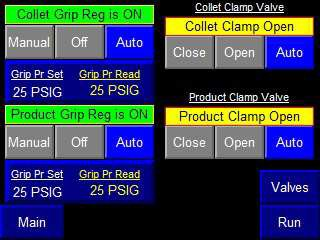 Collet Grip Reg is ON
Manual Off Auto
Grip Pr Set Grip Pr Read
25 PSIG 25 PSIG
Product Grip Reg is ON
Manual Off Auto
Grip Pr Set Grip Pr Read
25 PSIG 25 PSIG
Main
Collet Clamp Valve
Collet Clamp Open
Close Open Auto
Product Clamp Valve
Product Clamp Open
Close Open Auto
Valves
Run